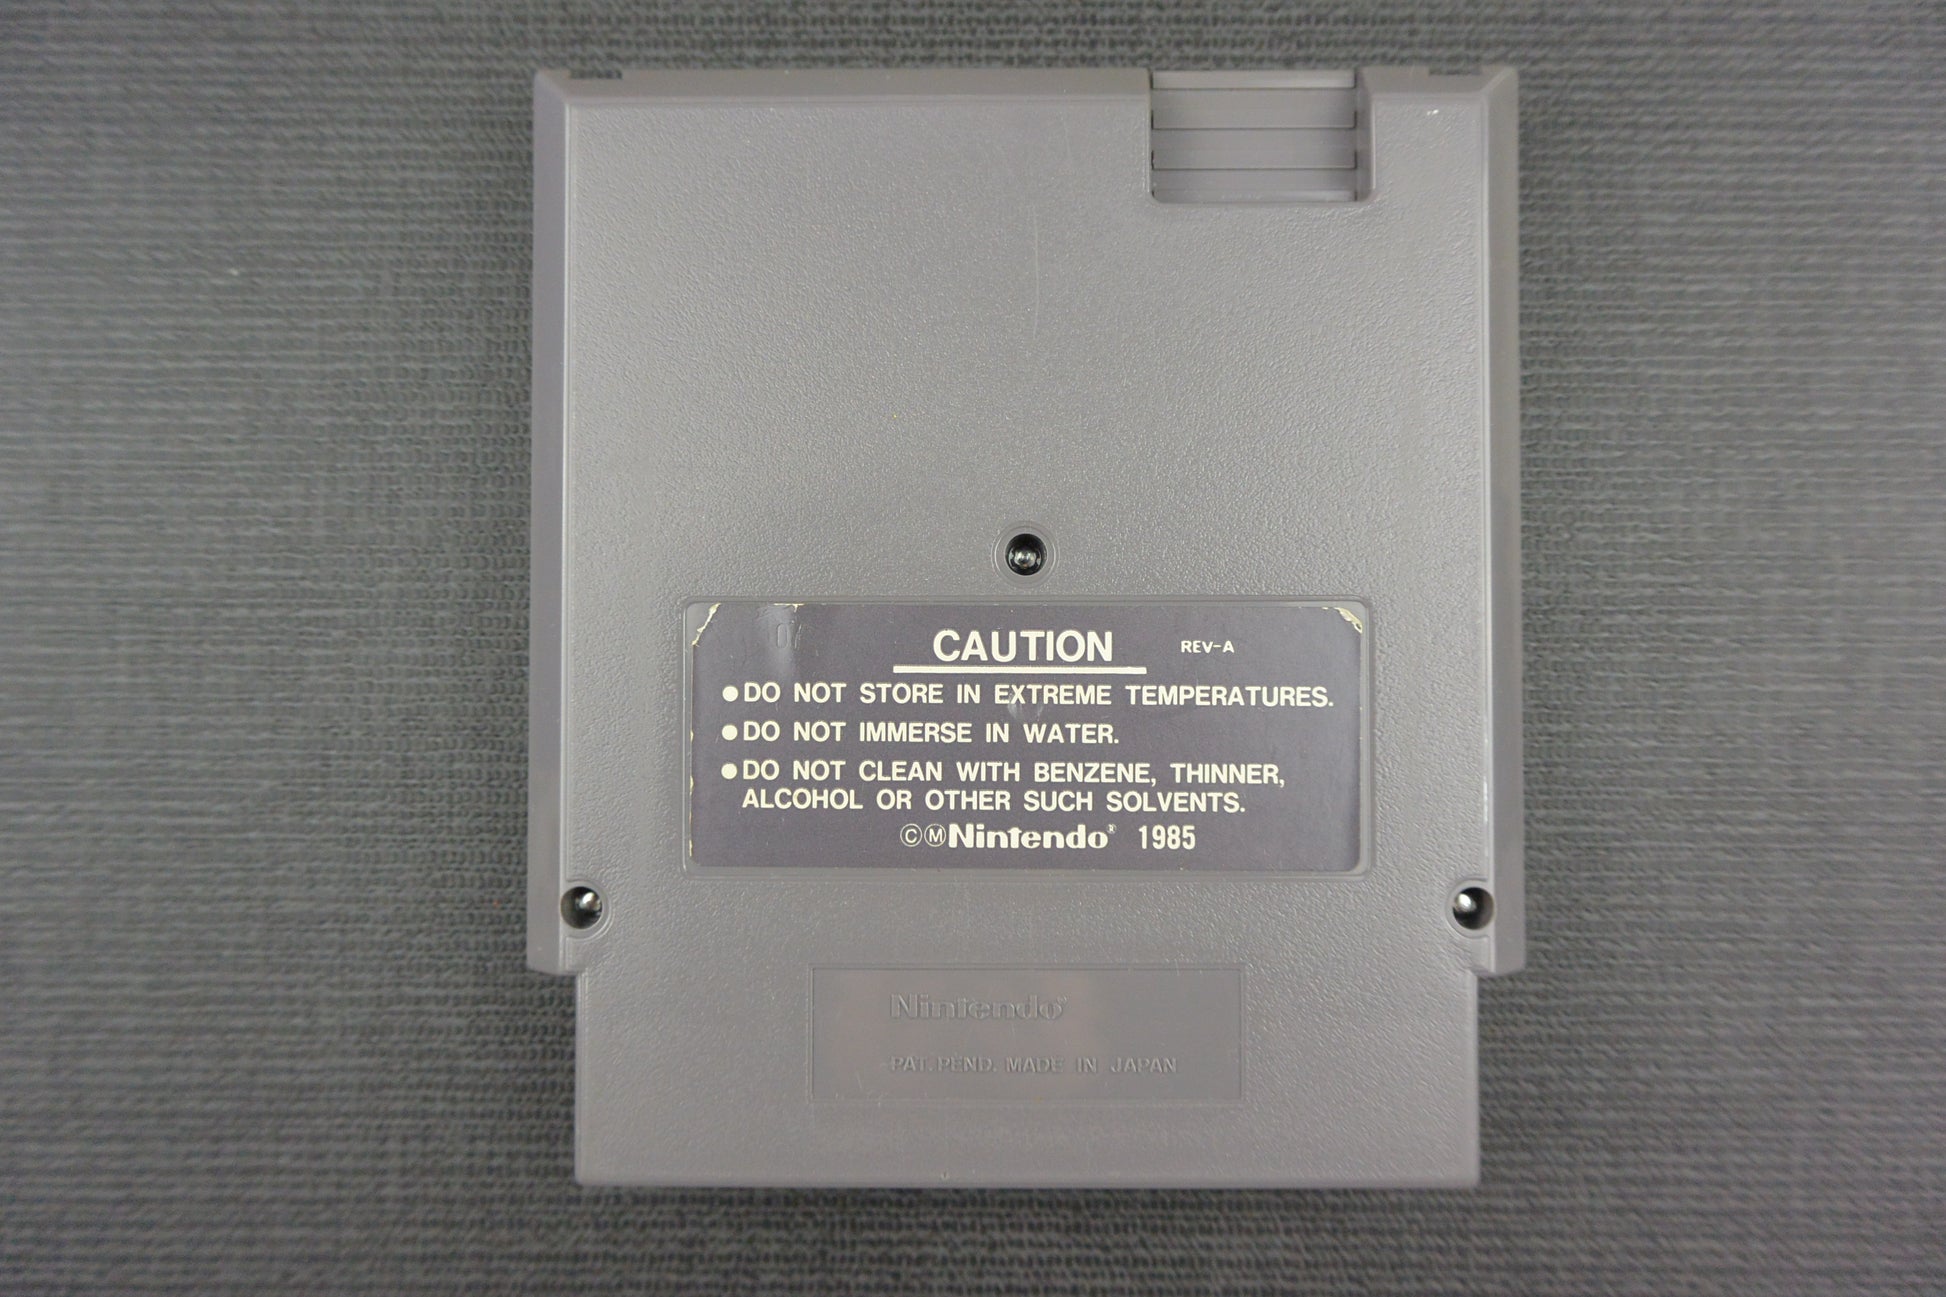 CAUTION REV-A
●DO NOT STORE IN EXTREME TEMPERATURES.
●DO NOT IMMERSE IN WATER.
●DO NOT CLEAN WITH BENZENE, THINNER,
ALCOHOL OR OTHER SUCH SOLVENTS.
©ⓂNintendo® 1985
Nintendo®
PAT. PEND. MADE IN JAPAN